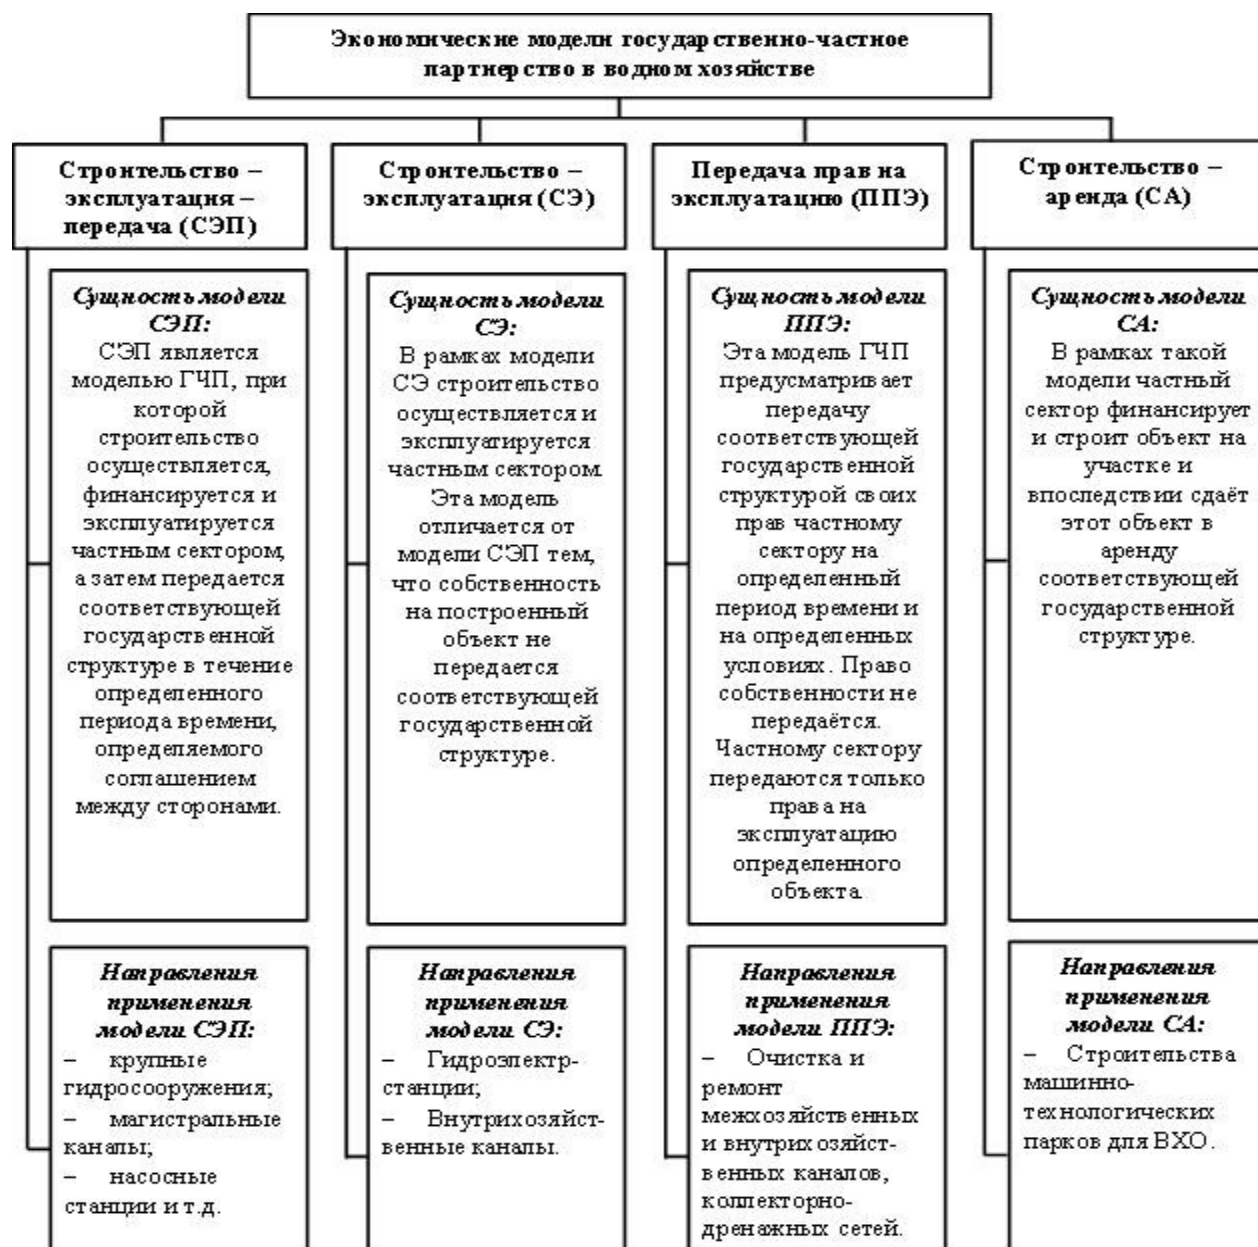 Экономические модели государственно-частное
партнерство в водном хозяйстве
Строительство –
эксплуатация –
передача (СЭП)
Сущность модели
СЭП:
СЭП является
моделью ГЧП, при
которой
строительство
осуществляется,
финансируется и
эксплуатируется
частным сектором,
а затем передается
соответствующей
государственной
структуре в течение
определенного
периода времени,
определяемого
соглашением
между сторонами.
Направления
применения
модели СЭП:
– крупные
гидросооружения;
– магистральные
каналы;
– насосные
станции и т.д.
Строительство –
эксплуатация (СЭ)
Сущность модели
СЭ:
В рамках модели
СЭ строительство
осуществляется и
эксплуатируется
частным сектором.
Эта модель
отличается от
модели СЭП тем,
что собственность
на построенный
объект не
передается
соответствующей
государственной
структуре.
Направления
применения
модели СЭ:
– Гидроэлектр-
станции;
– Внутрихозяйст-
венные каналы.
Передача прав на
эксплуатацию (ППЭ)
Сущность модели
ППЭ:
Эта модель ГЧП
предусматривает
передачу
соответствующей
государственной
структурой своих
прав частному
сектору на
определенный
период времени и
на определенных
условиях. Право
собственности не
передаётся.
Частному сектору
передаются только
права на
эксплуатацию
определенного
объекта.
Направления
применения
модели ППЭ:
– Очистка и
ремонт
межхозяйственных
и внутрихозяйст-
венных каналов,
коллекторно-
дренажных сетей.
Строительство –
аренда (СА)
Сущность модели
СА:
В рамках такой
модели частный
сектор финансирует
и строит объект на
участке и
впоследствии сдаёт
этот объект в
аренду
соответствующей
государственной
структуре.
Направления
применения
модели СА:
– Строительства
машинно-
технологических
парков для ВХО.